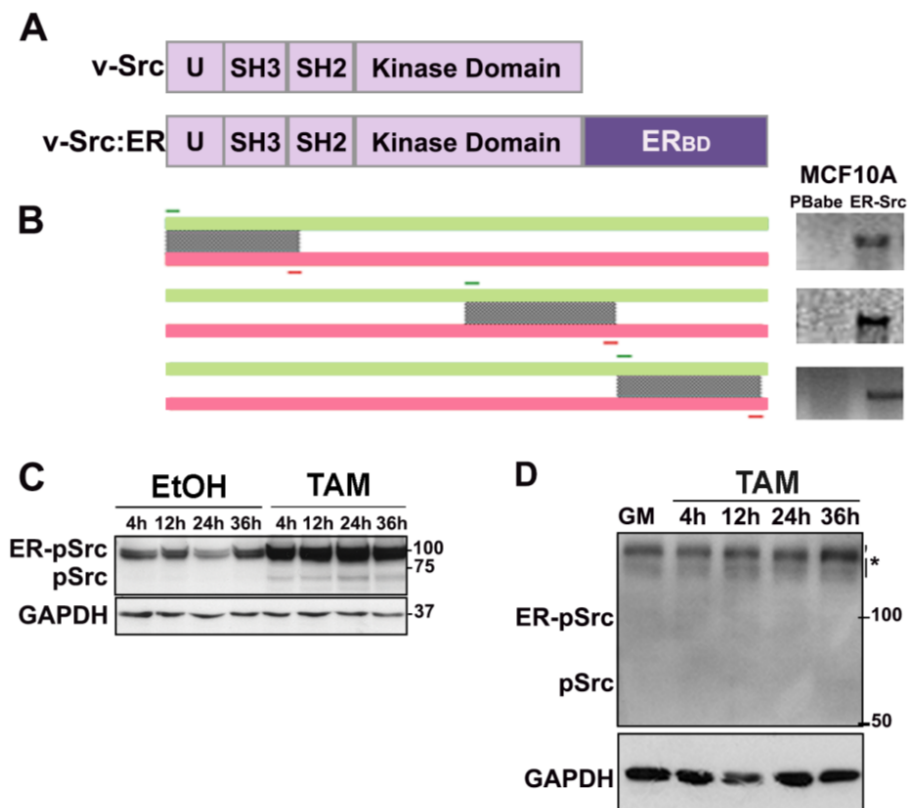 A
v-Src U SH3 SH2 Kinase Domain
v-Src:ER U SH3 SH2 Kinase Domain ERBD
MCF10A
B PBabe ER-Src
C EtOH TAM
4h 12h 24h 36h 4h 12h 24h 36h
ER-pSrc 100
pSrc 75
GAPDH 37
D TAM
GM 4h 12h 24h 36h
*
ER-pSrc 100
pSrc
50
GAPDH